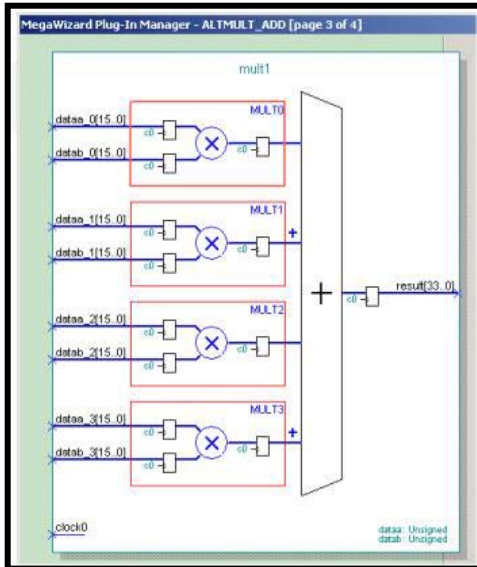 MegaWizard Plug-In Manager - ALTMULT_ADD [page 3 of 4]
mult1
MULT0
dataa_0[15..0]
c0
databb_0[15..0]
c0
c0
MULT1
dataa_1[15..0]
c0
+
datab_1[15..0]
c0
c0
+
result[33..0]
c0
MULT2
dataa_2[15..0]
c0
datab_2[15..0]
c0
c0
MULT3
dataa_3[15..0]
c0
+
datab_3[15..0]
c0
c0
clock0
dataa: Unsigned
datab: Unsigned